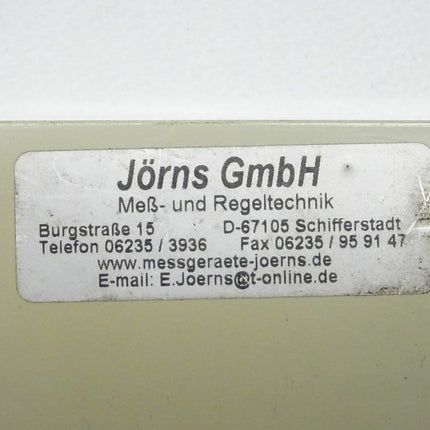 Jörns GmbH
Meß- und Regeltechnik
Burgstraße 15 D-67105 Schifferstadt
Telefon 06235 / 3936 Fax 06235 / 95 91 47
www.messgeraete-joerns.de
E-mail: E.Joerns@t-online.de